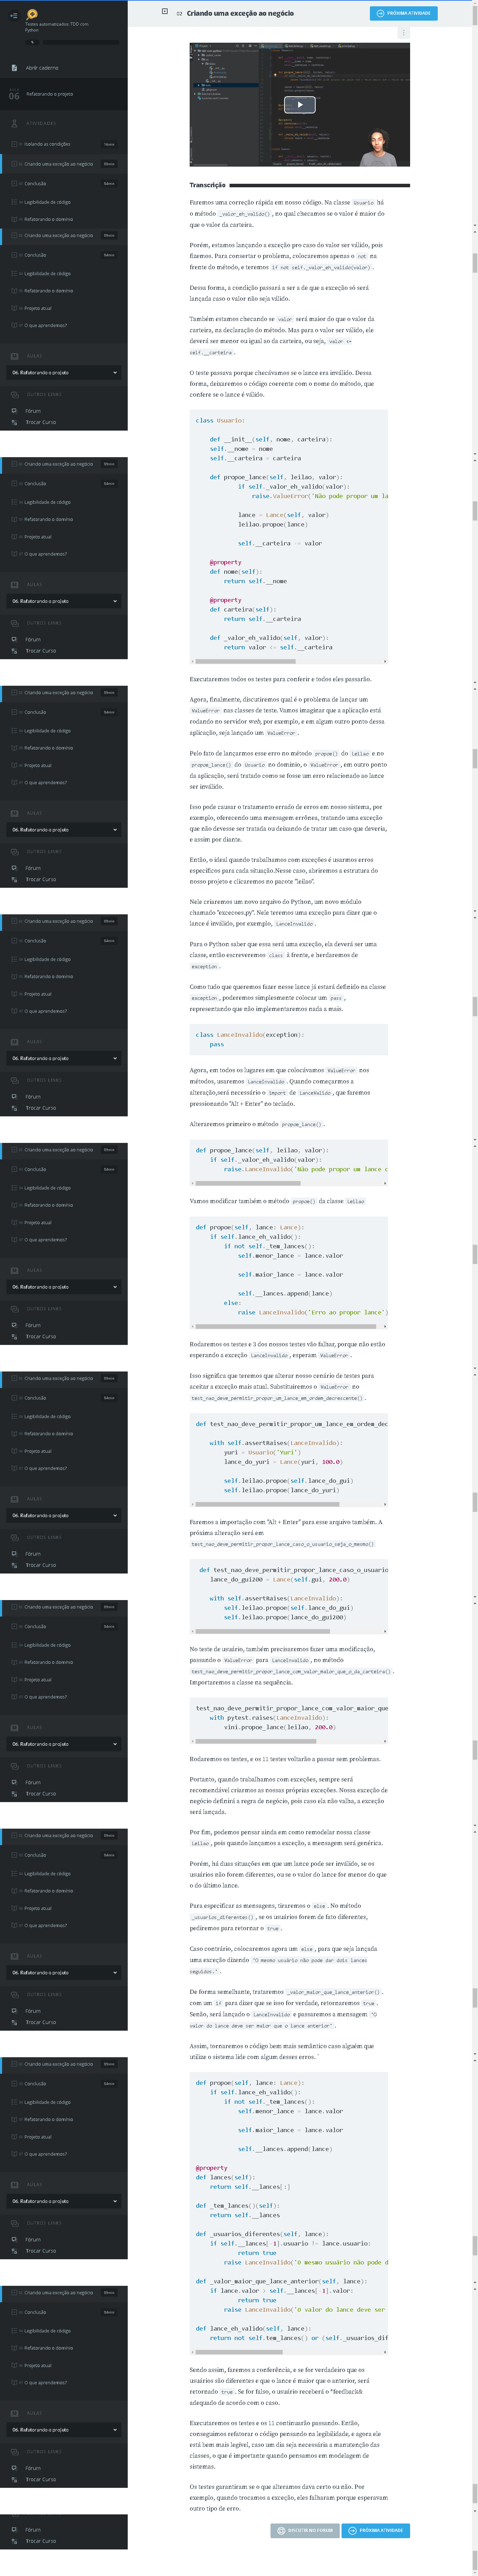 02 Criando uma exceção ao negócio
PRÓXIMA ATIVIDADE
Testes automatizados: TDD com
Python
Abrir caderno
06 Refatorando o projeto
ATIVIDADES
Isolando as condições
Criando uma exceção ao negócio
Conclusão
Legibilidade de código
Refatorando o domínio
Criando uma exceção ao negócio
Conclusão
Legibilidade de código
Refatorando o domínio
Projeto atual
O que aprendemos?
AULAS
06. Refatorando o projeto
OUTROS LINKS
Fórum
Trocar Curso
Transcrição
Faremos uma correção rápida em nosso código. Na classe Usuario há
o método _valor_eh_valido(), no qual checamos se o valor é maior do
que o valor da carteira.
Porém, estamos lançando a exceção pro caso do valor ser válido, pois
fizemos. Para consertar o problema, colocaremos apenas o not na
frente do método, e teremos if not self._valor_eh_valido(valor).
Dessa forma, a condição passará a ser a de que a exceção só será
lançada caso o valor não seja válido.
Também estamos checando se valor será maior do que o valor da
carteira, na declaração do método. Mas para o valor ser válido, ele
deverá ser menor ou igual ao da carteira, ou seja, valor <=
self.__carteira.
O teste passava porque checávamos se o lance era inválido. Dessa
forma, deixaremos o código coerente com o nome do método, que
confere se o lance é válido.
class Usuario:
def __init__(self, nome, carteira):
self.__nome = nome
self.__carteira = carteira
def propoe_lance(self, leilao, valor):
if self._valor_eh_valido(valor):
raise.ValueError('Não pode propor um la
lance = Lance(self, valor)
leilao.propoe(lance)
self.__carteira -= valor
@property
def nome(self):
return self.__nome
@property
def carteira(self):
return self.__carteira
def _valor_eh_valido(self, valor):
return valor <= self.__carteira
Executaremos todos os testes para conferir e todos eles passarão.
Agora, finalmente, discutiremos qual é o problema de lançar um
ValueError nas classes de teste. Vamos imaginar que a aplicação está
rodando no servidor web, por exemplo, e em algum outro ponto dessa
aplicação, seja lançado um ValueError.
Pelo fato de lançarmos esse erro no método propoe() do Leilao e no
propoe_lance() do Usuario no domínio, o ValueError, em outro ponto
da aplicação, será tratado como se fosse um erro relacionado ao lance
ser inválido.
Isso pode causar o tratamento errado de erros em nosso sistema, por
exemplo, oferecendo uma mensagem errônea, tratando uma exceção
que não devesse ser tratada ou deixando de tratar um caso que deveria,
e assim por diante.
Então, o ideal quando trabalhamos com exceções é usarmos erros
específicos para cada situação.Nesse caso, abriremos a estrutura do
nosso projeto e clicaremos no pacote "leilao".
Nele criaremos um novo arquivo do Python, um novo módulo
chamado "excecoes.py". Nele teremos uma exceção para dizer que o
lance é inválido, por exemplo, LanceInvalido.
Para o Python saber que essa será uma exceção, ela deverá ser uma
classe, então escreveremos class à frente, e herdaremos de
exception.
Como tudo que queremos fazer nesse lance já estará definido na classe
exception, poderemos simplesmente colocar um pass,
representando que não implementaremos nada a mais.
class LanceInvalido(exception):
pass
Agora, em todos os lugares em que colocávamos ValueError nos
métodos, usaremos LanceInvalido. Quando começarmos a
alteração,será necessário o import de LanceValido, que faremos
pressionando "Alt + Enter" no teclado.
Alteraremos primeiro o método propoe_lance().
def propoe_lance(self, leilao, valor):
if self._valor_eh_valido(valor):
raise.LanceInvalido('Não pode propor um lance c
Vamos modificar também o método propoe() da classe Leilao
def propoe(self, lance: Lance):
if self.lance_eh_valido():
if not self._tem_lances():
self.menor_lance = lance.valor
self.maior_lance = lance.valor
self.__lances.append(lance)
else:
raise LanceInvalido('Erro ao propor lance')
Rodaremos os testes e 3 dos nossos testes vão falhar, porque não estão
esperando a exceção LanceInvalido, esperam ValueError.
Isso significa que teremos que alterar nosso cenário de testes para
aceitar a exceção mais atual. Substituiremos o ValueError no
test_nao_deve_permitir_propor_um_lance_em_ordem_decrescente().
def test_nao_deve_permitir_propor_um_lance_em_ordem_dec
with self.assertRaises(LanceInvalido):
yuri = Usuario('Yuri')
lance_do_yuri = Lance(yuri, 100.0)
self.leilao.propoe(self.lance_do_gui)
self.leilao.propoe(lance_do_yuri)
Faremos a importação com "Alt + Enter" para esse arquivo também. A
próxima alteração será em
test_nao_deve_permitir_propor_lance_caso_o_usuario_seja_o_mesmo()
def test_nao_deve_permitir_propor_lance_caso_o_usuario
lance_do_gui200 = Lance(self.gui, 200.0)
with self.assertRaises(LanceInvalido):
self.leilao.propoe(self.lance_do_gui)
self.leilao.propoe(lance_do_gui200)
No teste de usuário, também precisaremos fazer uma modificação,
passando o ValueError para LanceInvalido, no método
test_nao_deve_permitir_propor_lance_com_valor_maior_que_o_da_carteira().
Importaremos a classe na sequência.
test_nao_deve_permitir_propor_lance_com_valor_maior_que
with pytest.raises(LanceInvalido):
vini.propoe_lance(leilao, 200.0)
Rodaremos os testes, e os 11 testes voltarão a passar sem problemas.
Portanto, quando trabalhamos com exceções, sempre será
recomendável criarmos as nossas próprias exceções. Nossa exceção de
negócio definirá a regra de negócio, pois caso ela não valha, a exceção
será lançada.
Por fim, podemos pensar ainda em como remodelar nossa classe
Leilao, pois quando lançamos a exceção, a mensagem será genérica.
Porém, há duas situações em que um lance pode ser inválido, se os
usuários não forem diferentes, ou se o valor do lance for menor do que
o do último lance.
Para especificar as mensagens, tiraremos o else. No método
_usuarios_diferentes(), se os usuários forem de fato diferentes,
pediremos para retornar o true.
Caso contrário, colocaremos agora um else, para que seja lançada
uma exceção dizendo "O mesmo usuário não pode dar dois lances
seguidos.".
De forma semelhante, trataremos _valor_maior_que_lance_anterior().
com um if para dizer que se isso for verdade, retornaremos true.
Senão, será lançado o LanceInvalido e passaremos a mensagem "O
valor do lance deve ser maior que o lance anterior".
Assim, tornaremos o código bem mais semântico caso alguém que
utilize o sistema lide com algum desses erros. `
def propoe(self, lance: Lance):
if self.lance_eh_valido():
if not self._tem_lances():
self.menor_lance = lance.valor
self.maior_lance = lance.valor
self.__lances.append(lance)
@property
def lances(self):
return self.__lances[:]
def _tem_lances()(self):
return self.__lances
def _usuarios_diferentes(self, lance):
if self.__lances[-1].usuario != lance.usuario:
return true
raise LanceInvalido('O mesmo usuário não pode d
def _valor_maior_que_lance_anterior(self, lance):
if lance.valor > self.__lances[-1].valor:
return true
raise LanceInvalido('O valor do lance deve ser
def lance_eh_valido(self, lance):
return not self.tem_lances() or (self._usuarios_dif
Sendo assim, faremos a conferência, e se for verdadeiro que os
usuários são diferentes e que o lance é maior que o anterior, será
retornado true. Se for falso, o usuário receberá o *feedback&
adequado de acordo com o caso.
Executaremos os testes e os 11 continuarão passando. Então,
conseguimos refatorar o código pensando na legibilidade, e agora ele
está bem mais legível, caso um dia seja necessária a manutenção das
classes, o que é importante quando pensamos em modelagem de
sistemas.
Os testes garantiram se o que alteramos dava certo ou não. Por
exemplo, quando trocamos a exceção, eles falharam porque esperavam
outro tipo de erro.
DISCUTIR NO FORUM
PRÓXIMA ATIVIDADE